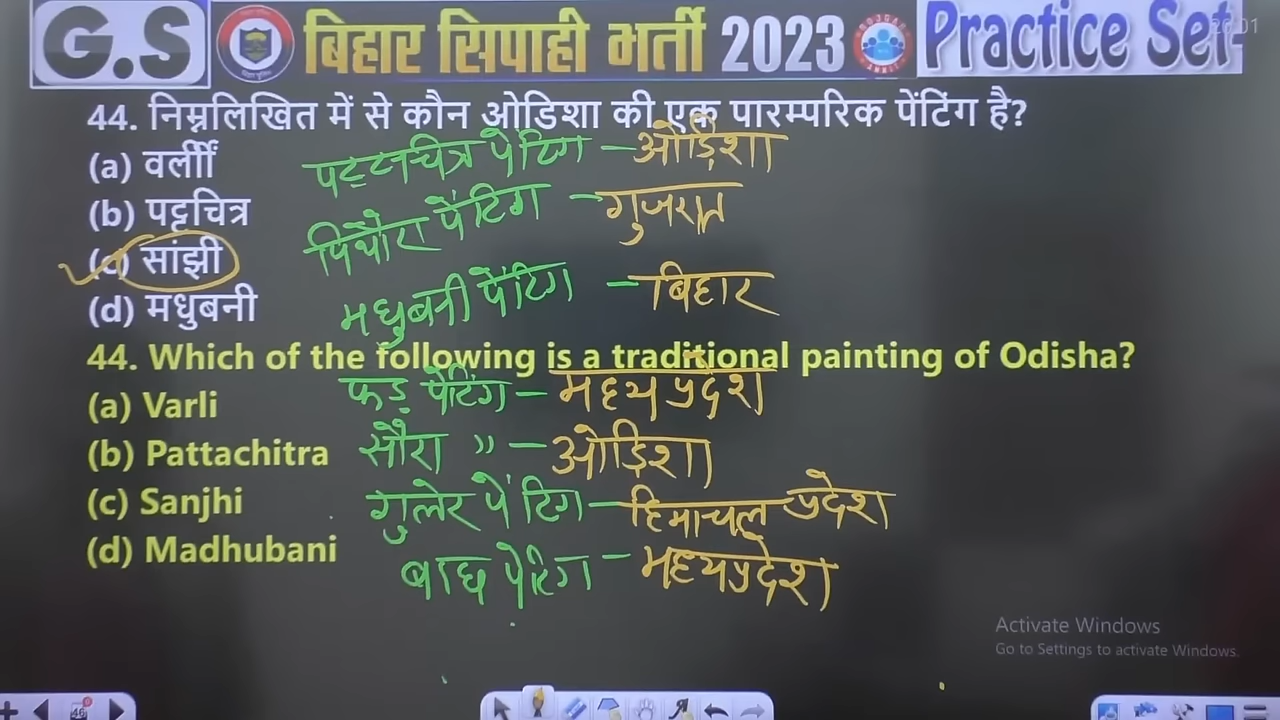 G.S बिहार सिपाही भर्ती 2023 Practice Set-
44. निम्नलिखित में से कौन ओडिशा की एक पारम्परिक पेंटिंग है?
(a) वर्ली
पट्टचित्र पेंटिंग – ओड़िशा
(b) पट्टचित्र
पिथौरा पेंटिंग – गुजरात
(c) सांझी
मधुबनी पेंटिंग – बिहार
(d) मधुबनी
44. Which of the following is a traditional painting of Odisha?
फड़ पेंटिंग – मध्य प्रदेश
(a) Varli
(b) Pattachitra
सौरा " – ओड़िशा
(c) Sanjhi
गुलेर पेंटिंग – हिमाचल प्रदेश
(d) Madhubani
बाघ पेंटिंग – मध्यप्रदेश
Activate Windows
Go to Settings to activate Windows.
46